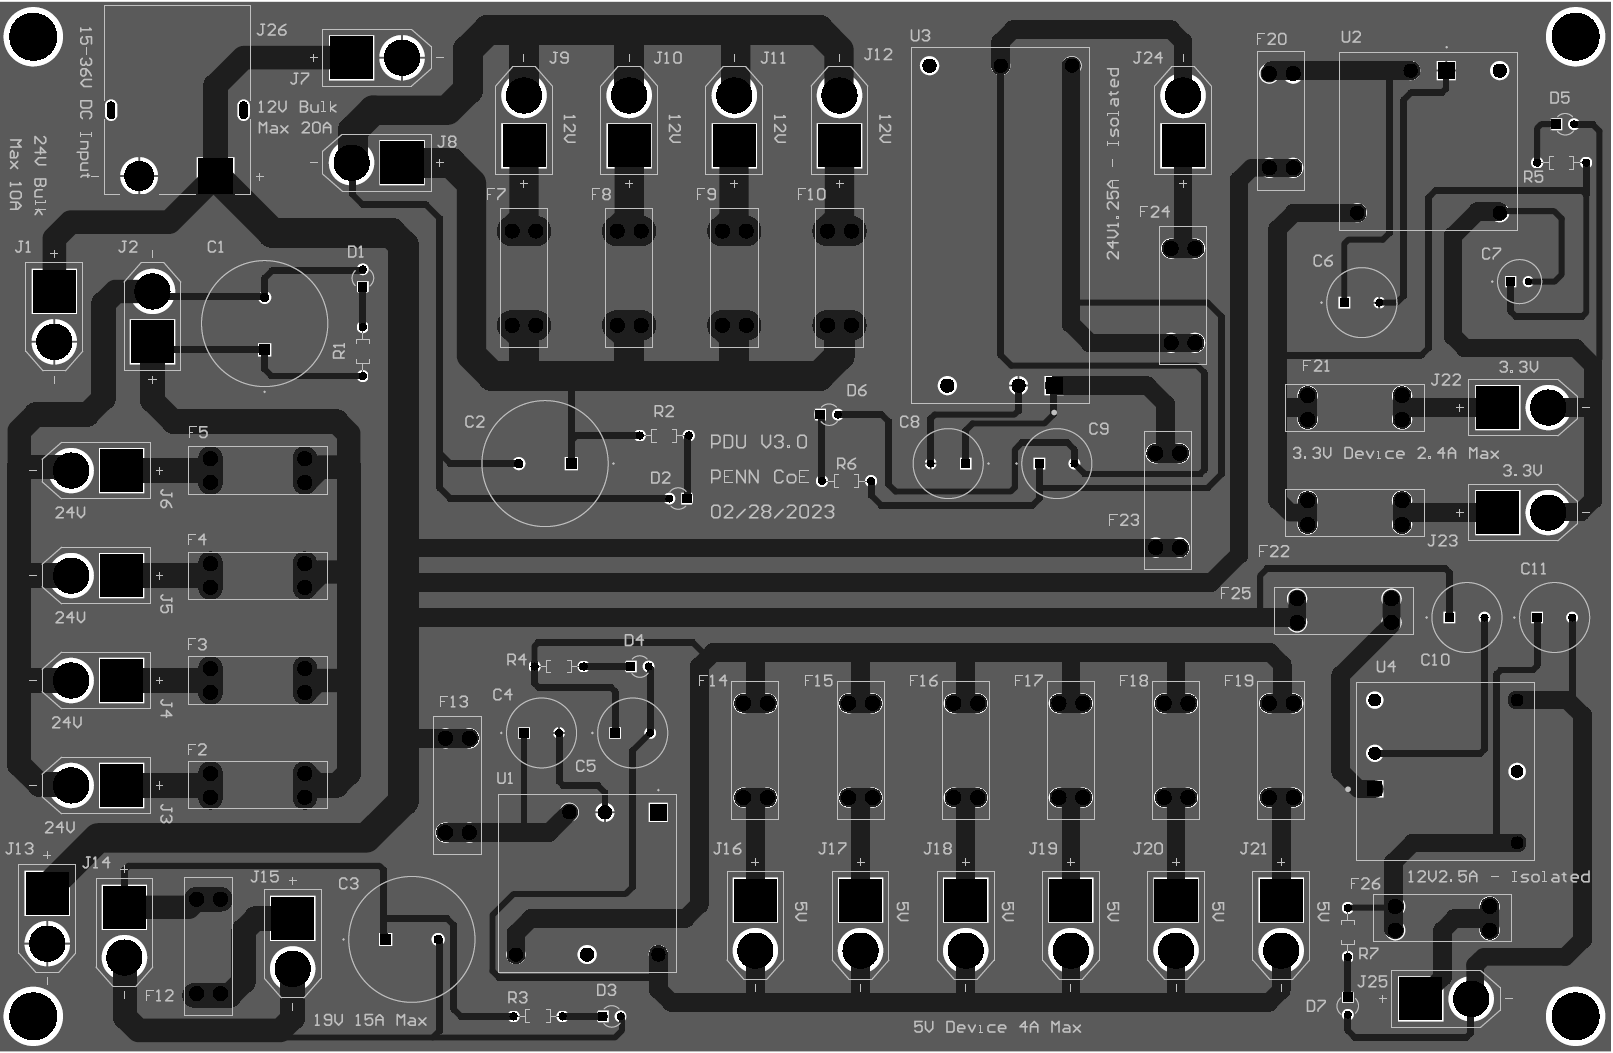 15-36V DC Input
24V Bulk
Max 10A
J26
J7
12V Bulk
Max 20A
J8
J9
J10
J11
J12
12V
12V
12V
12V
F7
F8
F9
F10
U3
24V1.25A - Isolated
J24
F24
F20
U2
D5
R5
J1
J2
C1
D1
R1
C6
C7
F21
J22
3.3V
3.3V Device 2.4A Max
3.3V
J23
F22
C2
R2
D2
D6
R6
C8
C9
F23
PDU V3.0
PENN CoE
02/28/2023
F5
J6
24V
F4
J5
24V
F3
J4
24V
F2
J3
24V
F25
C10
C11
U4
R4
D4
C4
C5
F13
U1
F14
F15
F16
F17
F18
F19
J16
J17
J18
J19
J20
J21
5V
5V
5V
5V
5V
5V
5V Device 4A Max
12V2.5A - Isolated
F26
R7
J25
D7
J13
J14
J15
C3
F12
19V 15A Max
R3
D3